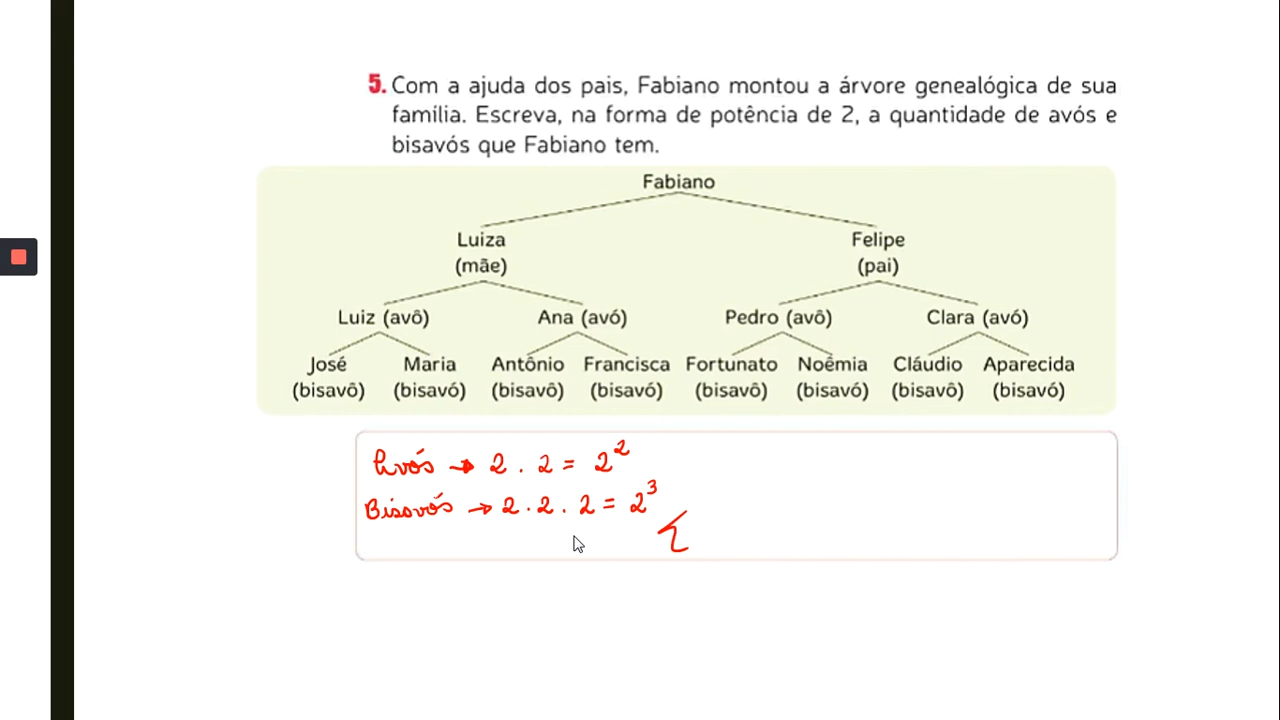 5. Com a ajuda dos pais, Fabiano montou a árvore genealógica de sua
família. Escreva, na forma de potência de 2, a quantidade de avós e
bisavós que Fabiano tem.
Fabiano
Luiza Felipe
(mãe) (pai)
Luiz (avô) Ana (avó) Pedro (avô) Clara (avó)
José Maria Antônio Francisca Fortunato Noêmia Cláudio Aparecida
(bisavô) (bisavó) (bisavô) (bisavó) (bisavô) (bisavó) (bisavô) (bisavó)
Avós → 2 . 2 = 2²
Bisavós → 2 . 2 . 2 = 2³